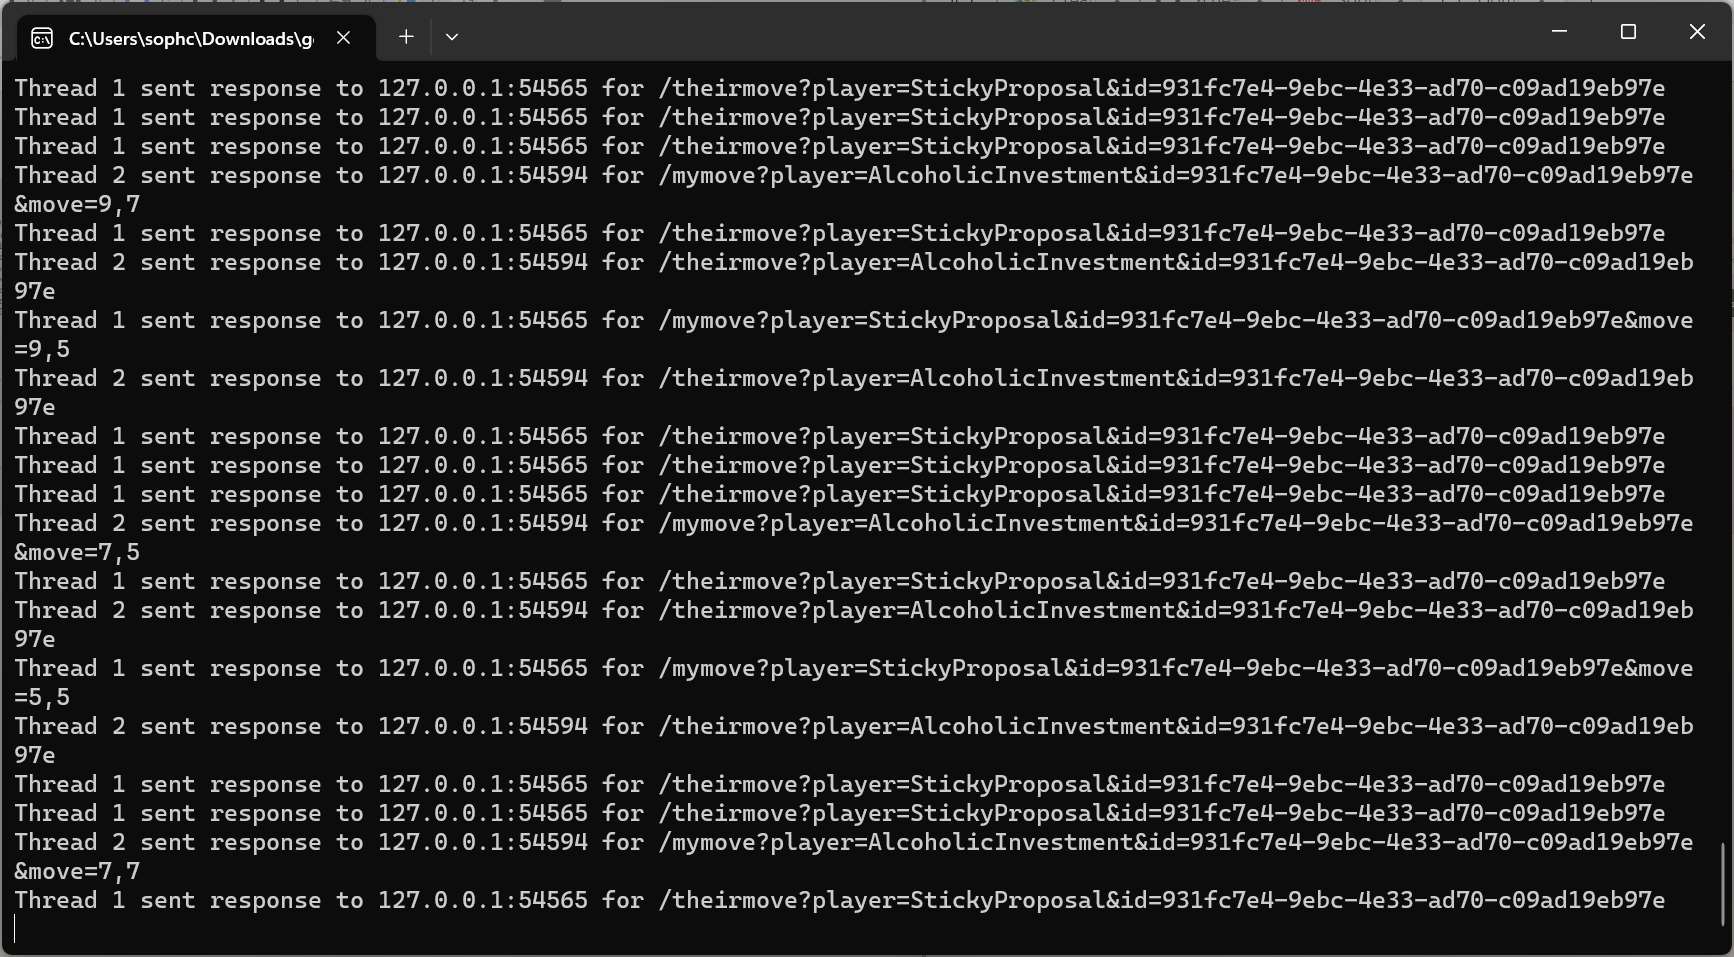 C:\Users\sophc\Downloads\g
Thread 1 sent response to 127.0.0.1:54565 for /theirmove?player=StickyProposal&id=931fc7e4-9ebc-4e33-ad70-c09ad19eb97e
Thread 1 sent response to 127.0.0.1:54565 for /theirmove?player=StickyProposal&id=931fc7e4-9ebc-4e33-ad70-c09ad19eb97e
Thread 1 sent response to 127.0.0.1:54565 for /theirmove?player=StickyProposal&id=931fc7e4-9ebc-4e33-ad70-c09ad19eb97e
Thread 2 sent response to 127.0.0.1:54594 for /mymove?player=AlcoholicInvestment&id=931fc7e4-9ebc-4e33-ad70-c09ad19eb97e
&move=9,7
Thread 1 sent response to 127.0.0.1:54565 for /theirmove?player=StickyProposal&id=931fc7e4-9ebc-4e33-ad70-c09ad19eb97e
Thread 2 sent response to 127.0.0.1:54594 for /theirmove?player=AlcoholicInvestment&id=931fc7e4-9ebc-4e33-ad70-c09ad19eb
97e
Thread 1 sent response to 127.0.0.1:54565 for /mymove?player=StickyProposal&id=931fc7e4-9ebc-4e33-ad70-c09ad19eb97e&move
=9,5
Thread 2 sent response to 127.0.0.1:54594 for /theirmove?player=AlcoholicInvestment&id=931fc7e4-9ebc-4e33-ad70-c09ad19eb
97e
Thread 1 sent response to 127.0.0.1:54565 for /theirmove?player=StickyProposal&id=931fc7e4-9ebc-4e33-ad70-c09ad19eb97e
Thread 1 sent response to 127.0.0.1:54565 for /theirmove?player=StickyProposal&id=931fc7e4-9ebc-4e33-ad70-c09ad19eb97e
Thread 1 sent response to 127.0.0.1:54565 for /theirmove?player=StickyProposal&id=931fc7e4-9ebc-4e33-ad70-c09ad19eb97e
Thread 2 sent response to 127.0.0.1:54594 for /mymove?player=AlcoholicInvestment&id=931fc7e4-9ebc-4e33-ad70-c09ad19eb97e
&move=7,5
Thread 1 sent response to 127.0.0.1:54565 for /theirmove?player=StickyProposal&id=931fc7e4-9ebc-4e33-ad70-c09ad19eb97e
Thread 2 sent response to 127.0.0.1:54594 for /theirmove?player=AlcoholicInvestment&id=931fc7e4-9ebc-4e33-ad70-c09ad19eb
97e
Thread 1 sent response to 127.0.0.1:54565 for /mymove?player=StickyProposal&id=931fc7e4-9ebc-4e33-ad70-c09ad19eb97e&move
=5,5
Thread 2 sent response to 127.0.0.1:54594 for /theirmove?player=AlcoholicInvestment&id=931fc7e4-9ebc-4e33-ad70-c09ad19eb
97e
Thread 1 sent response to 127.0.0.1:54565 for /theirmove?player=StickyProposal&id=931fc7e4-9ebc-4e33-ad70-c09ad19eb97e
Thread 1 sent response to 127.0.0.1:54565 for /theirmove?player=StickyProposal&id=931fc7e4-9ebc-4e33-ad70-c09ad19eb97e
Thread 2 sent response to 127.0.0.1:54594 for /mymove?player=AlcoholicInvestment&id=931fc7e4-9ebc-4e33-ad70-c09ad19eb97e
&move=7,7
Thread 1 sent response to 127.0.0.1:54565 for /theirmove?player=StickyProposal&id=931fc7e4-9ebc-4e33-ad70-c09ad19eb97e